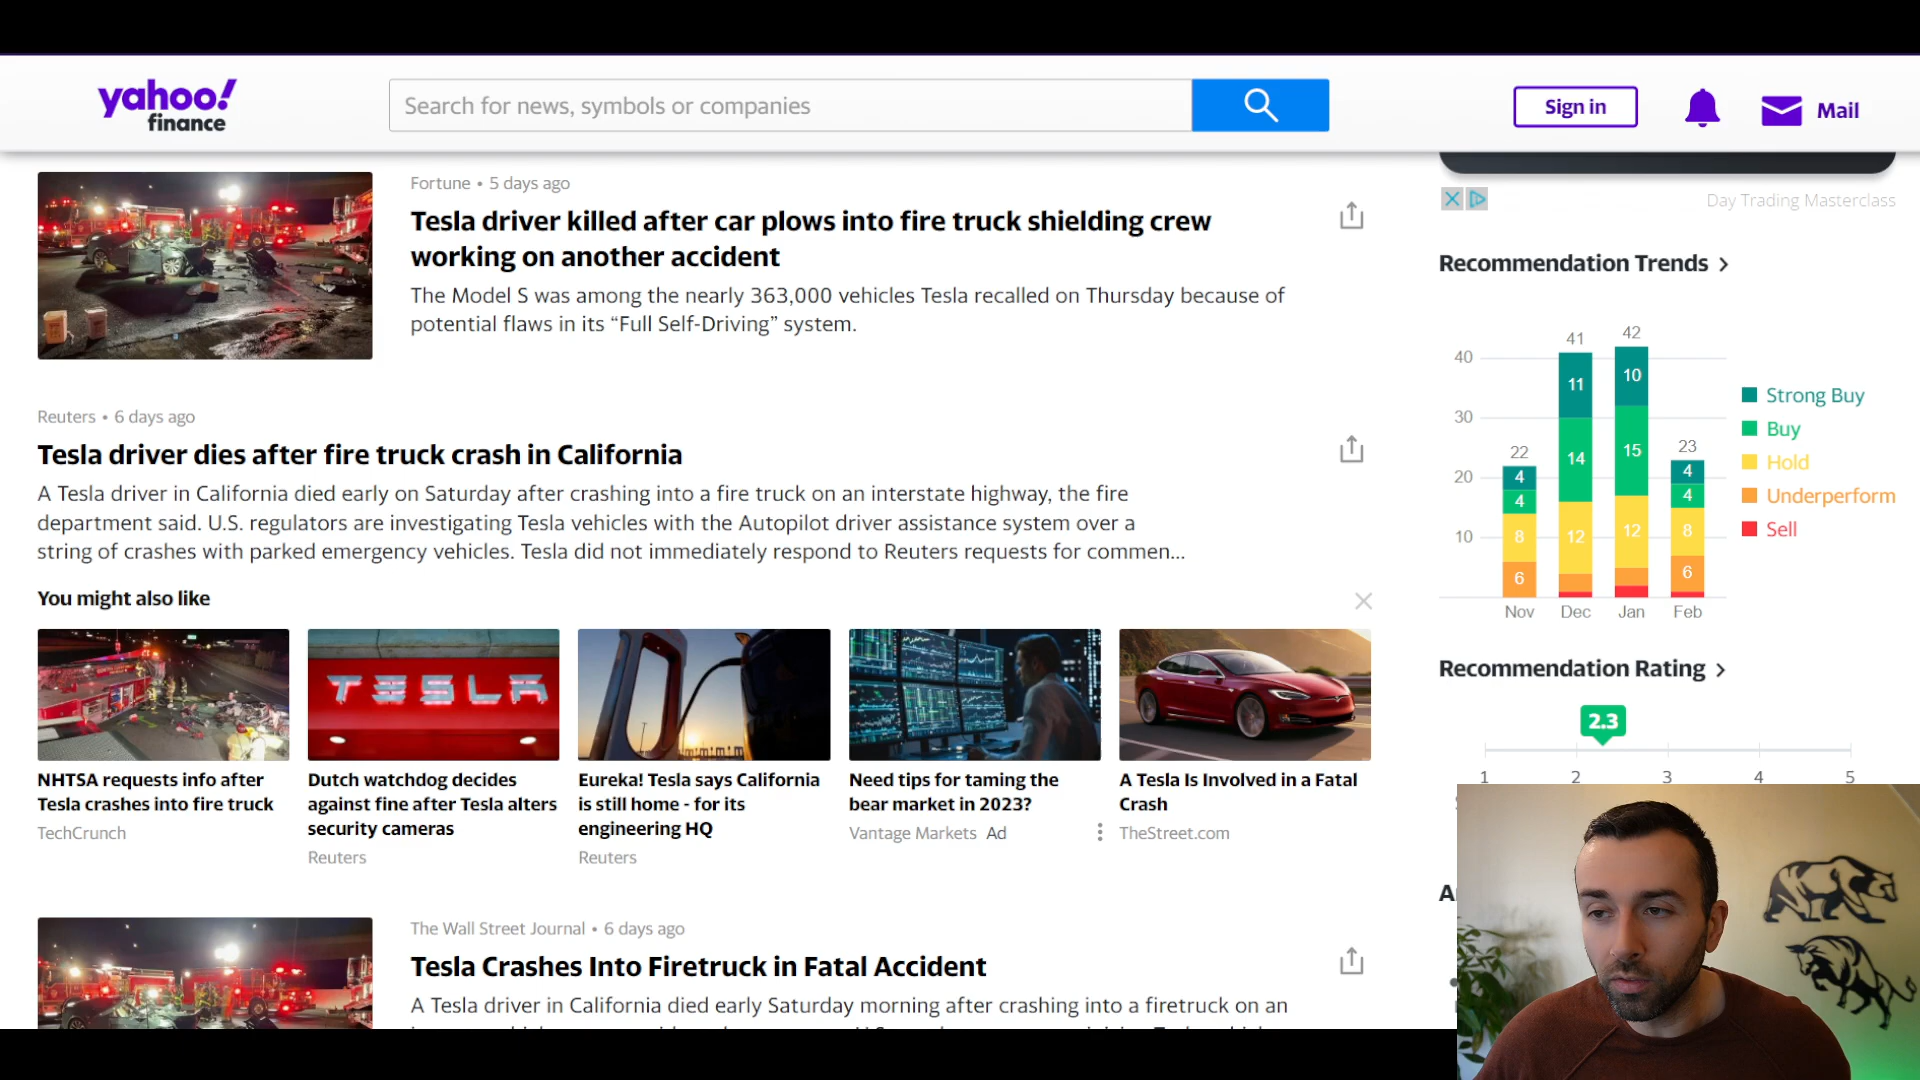 yahoo!
finance
Search for news, symbols or companies
Sign in
Mail
Fortune • 5 days ago
Tesla driver killed after car plows into fire truck shielding crew
working on another accident
The Model S was among the nearly 363,000 vehicles Tesla recalled on Thursday because of
potential flaws in its “Full Self-Driving” system.
Reuters • 6 days ago
Tesla driver dies after fire truck crash in California
A Tesla driver in California died early on Saturday after crashing into a fire truck on an interstate highway, the fire
department said. U.S. regulators are investigating Tesla vehicles with the Autopilot driver assistance system over a
string of crashes with parked emergency vehicles. Tesla did not immediately respond to Reuters requests for commen...
You might also like
TESLA
NHTSA requests info after
Tesla crashes into fire truck
TechCrunch
Dutch watchdog decides
against fine after Tesla alters
security cameras
Reuters
Eureka! Tesla says California
is still home - for its
engineering HQ
Reuters
Need tips for taming the
bear market in 2023?
Vantage Markets Ad
A Tesla Is Involved in a Fatal
Crash
TheStreet.com
The Wall Street Journal • 6 days ago
Tesla Crashes Into Firetruck in Fatal Accident
A Tesla driver in California died early Saturday morning after crashing into a firetruck on an
Day Trading Masterclass
Recommendation Trends
41 42
40 11 10
30
22 23
20 4 14 15 4
4 4
10 8 12 12 8
6 6
Nov Dec Jan Feb
Strong Buy
Buy
Hold
Underperform
Sell
Recommendation Rating
2.3
1 2 3 4 5